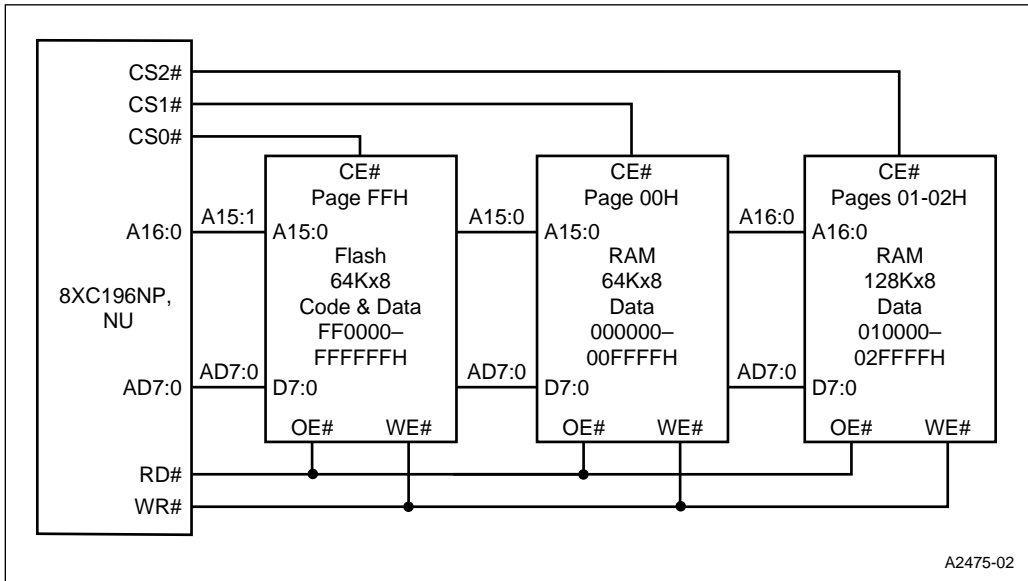 CS2#
CS1#
CS0#
A16:0
8XC196NP,
NU
AD7:0
RD#
WR#
A15:1
AD7:0
CE#
Page FFH
A15:0
Flash
64Kx8
Code & Data
FF0000–
FFFFFFH
D7:0
OE# WE#
A15:0
AD7:0
CE#
Page 00H
A15:0
RAM
64Kx8
Data
000000–
00FFFFH
D7:0
OE# WE#
A16:0
AD7:0
CE#
Pages 01-02H
A16:0
RAM
128Kx8
Data
010000–
02FFFFH
D7:0
OE# WE#
A2475-02